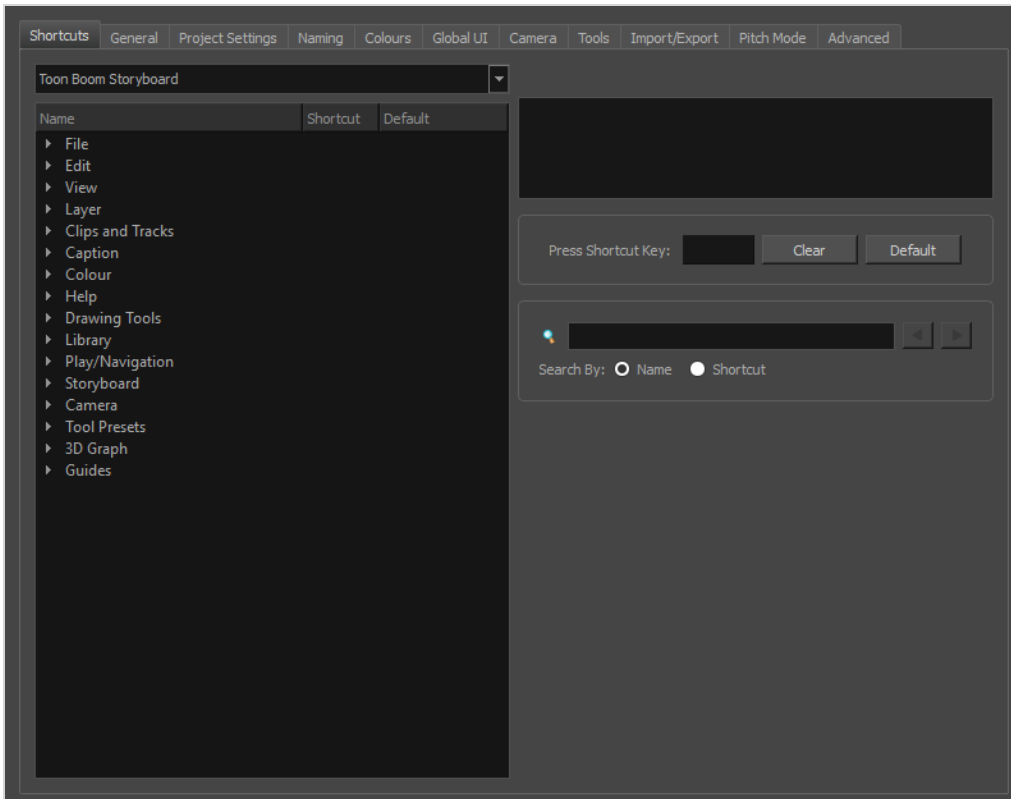 Shortcuts General Project Settings Naming Colours Global UI Camera Tools Import/Export Pitch Mode Advanced
Toon Boom Storyboard
Name Shortcut Default
File
Edit
View
Layer
Clips and Tracks
Caption
Colour
Help
Drawing Tools
Library
Play/Navigation
Storyboard
Camera
Tool Presets
3D Graph
Guides
Press Shortcut Key: Clear Default
Search By: Name Shortcut